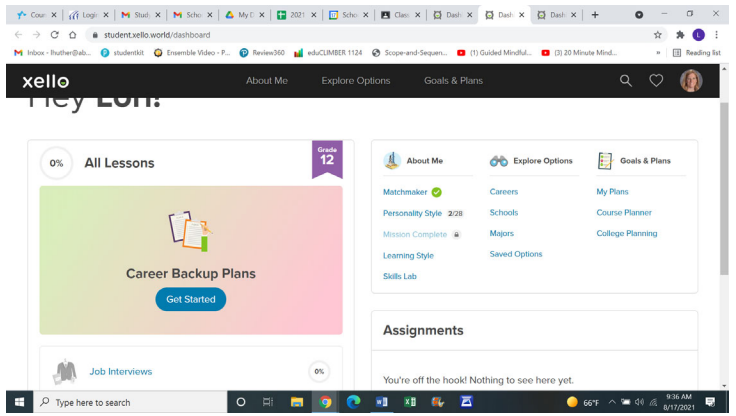 Cour
Login
Stud
Scho
My D
2021
Scho
Class
Dash
Dash
Dash
student.xello.world/dashboard
Inbox - lhuther@ab...
studentkit
Ensemble Video - P...
Review360
eduCLIMBER 1124
Scope-and-Sequen...
(1) Guided Mindful...
(3) 20 Minute Mind...
»
Reading list
xello
About Me
Explore Options
Goals & Plans
Hey Lori!
0%
All Lessons
Grade
12
Career Backup Plans
Get Started
Job Interviews
0%
About Me
Matchmaker
Personality Style 2/28
Mission Complete
Learning Style
Skills Lab
Explore Options
Careers
Schools
Majors
Saved Options
Goals & Plans
My Plans
Course Planner
College Planning
Assignments
You're off the hook! Nothing to see here yet.
Type here to search
66°F
9:36 AM
8/17/2021